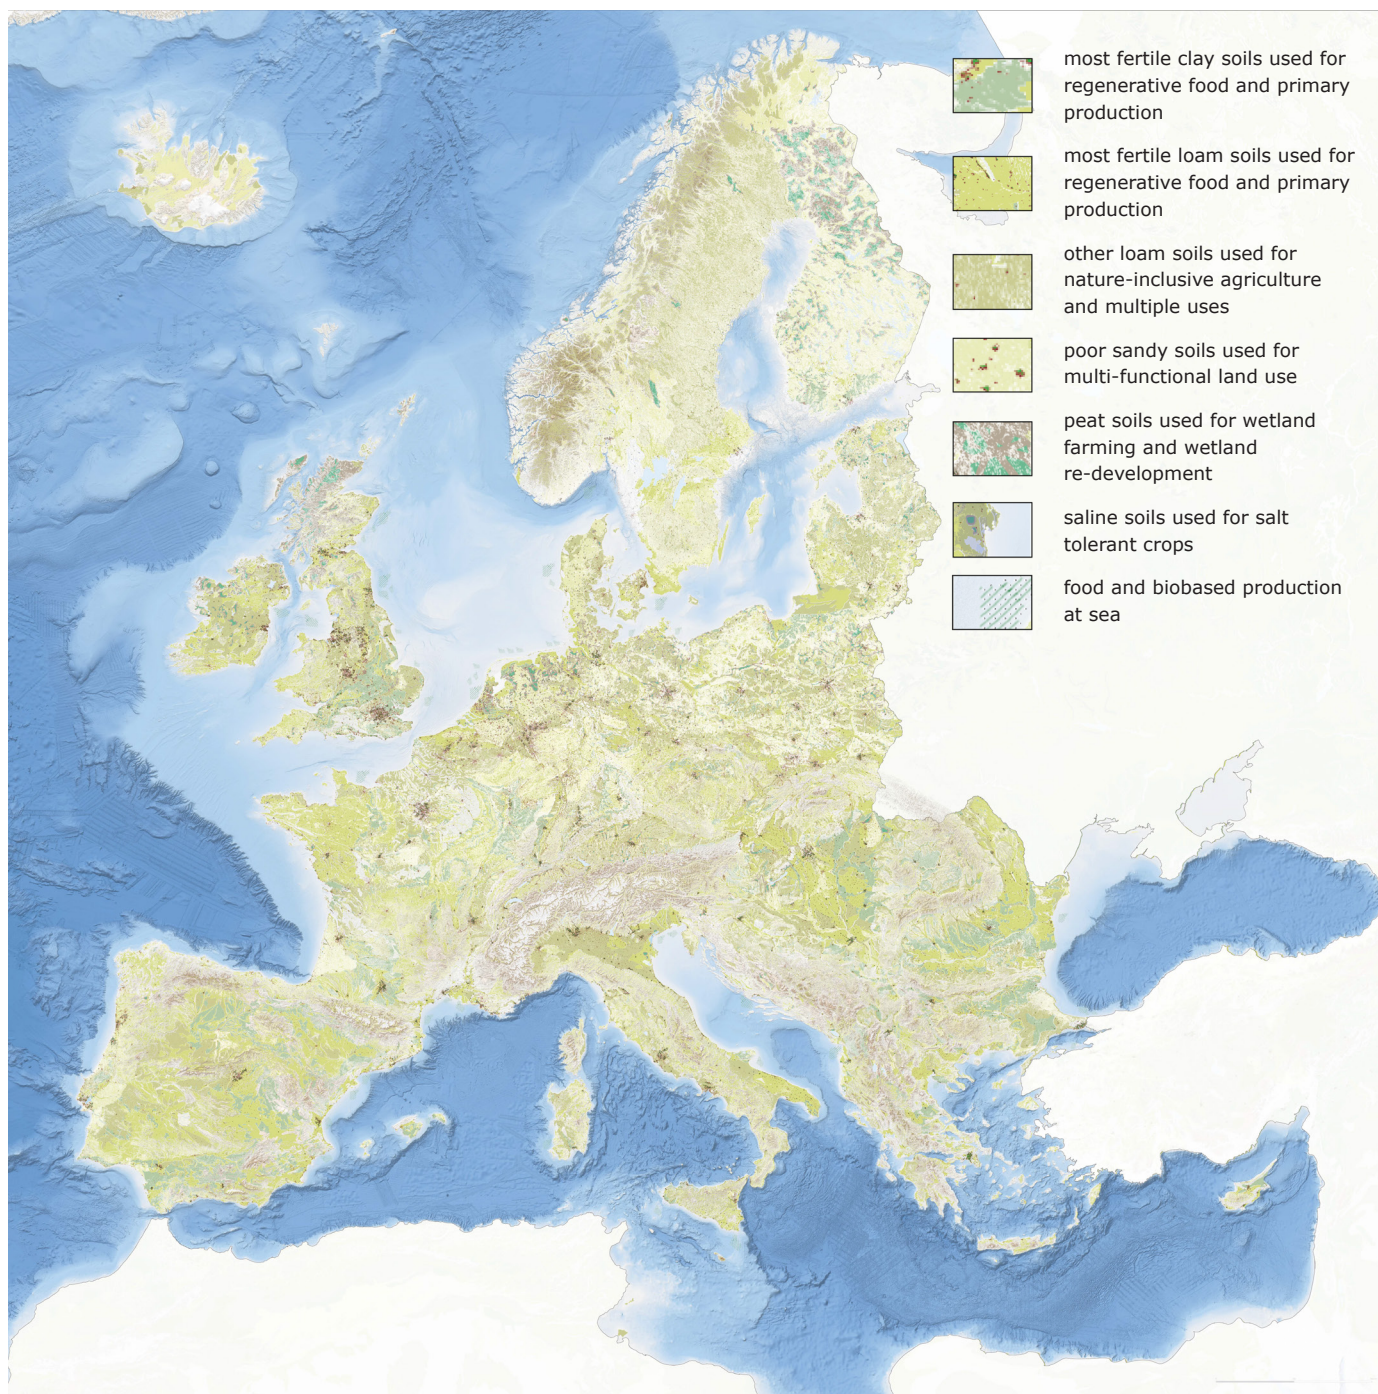 most fertile clay soils used for
regenerative food and primary
production
most fertile loam soils used for
regenerative food and primary
production
other loam soils used for
nature-inclusive agriculture
and multiple uses
poor sandy soils used for
multi-functional land use
peat soils used for wetland
farming and wetland
re-development
saline soils used for salt
tolerant crops
food and biobased production
at sea